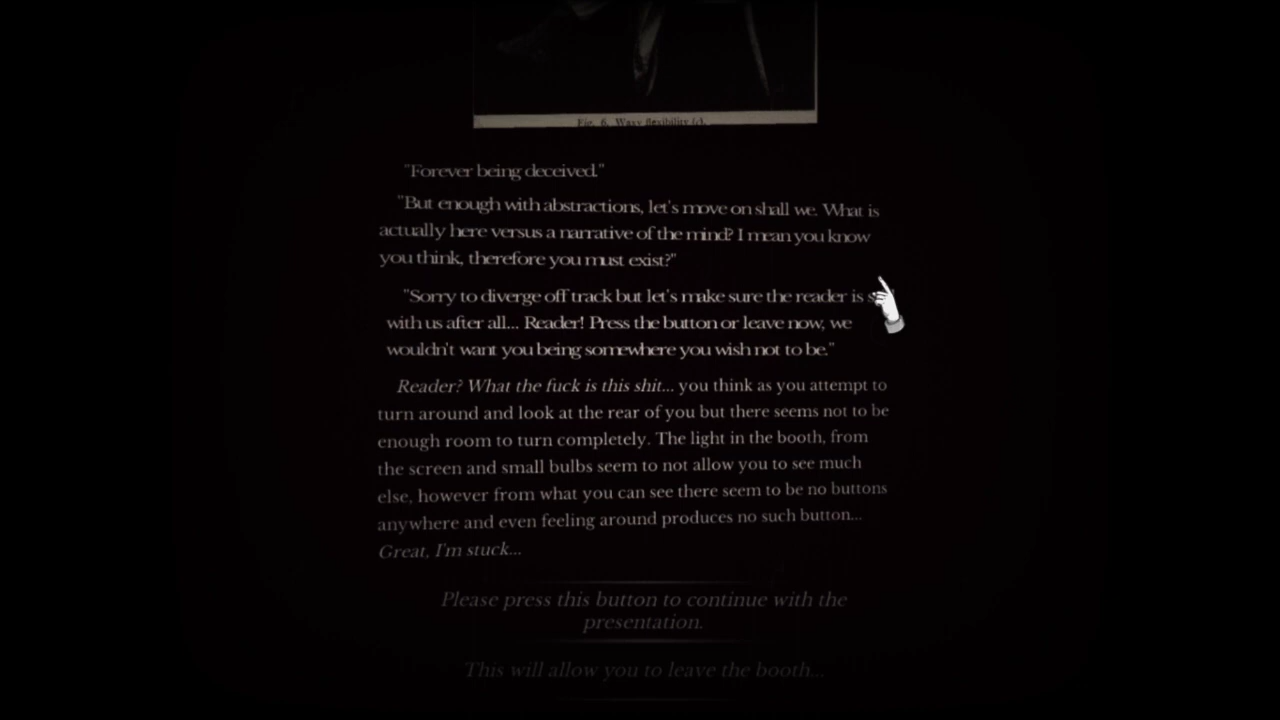 Fig. 6. Waxy flexibility (c).
"Forever being deceived."
"But enough with abstractions, let's move on shall we. What is
actually here versus a narrative of the mind? I mean you know
you think, therefore you must exist?"
"Sorry to diverge off track but let's make sure the reader is
with us after all... Reader! Press the button or leave now, we
wouldn't want you being somewhere you wish not to be."
Reader? What the fuck is this shit... you think as you attempt to
turn around and look at the rear of you but there seems not to be
enough room to turn completely. The light in the booth, from
the screen and small bulbs seem to not allow you to see much
else, however from what you can see there seem to be no buttons
anywhere and even feeling around produces no such button...
Great, I'm stuck...
Please press this button to continue with the
presentation.
This will allow you to leave the booth...